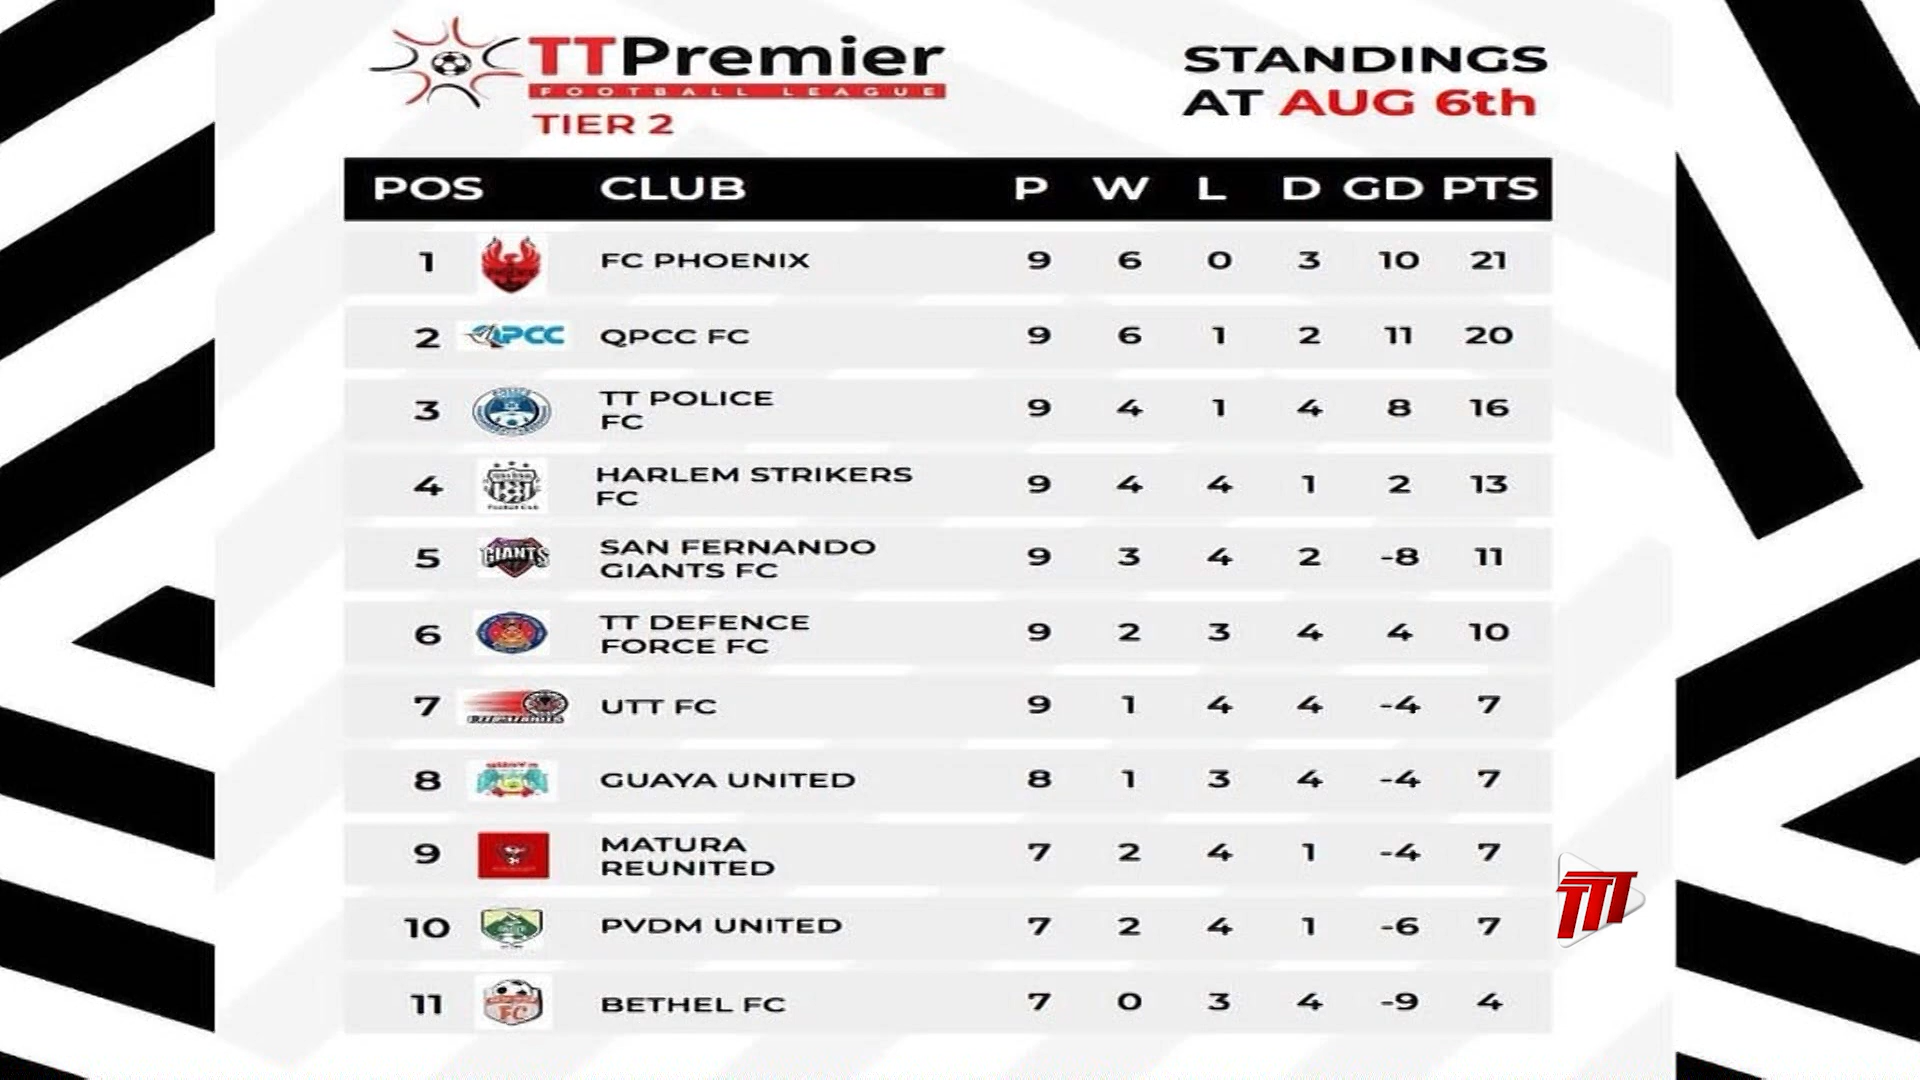 TTPremier
FOOTBALL LEAGUE
TIER 2
STANDINGS
AT AUG 6th
POS CLUB P W L D GD PTS
1 FC PHOENIX 9 6 0 3 10 21
2 QPCC QPCC FC 9 6 1 2 11 20
3 TT POLICE
FC 9 4 1 4 8 16
4 HARLEM STRIKERS
FC 9 4 4 1 2 13
5 GIANTS SAN FERNANDO
GIANTS FC 9 3 4 2 -8 11
6 TT DEFENCE
FORCE FC 9 2 3 4 4 10
7 UTT FC 9 1 4 4 -4 7
8 GUAYA UNITED 8 1 3 4 -4 7
9 MATURA
REUNITED 7 2 4 1 -4 7
10 PVDM UNITED 7 2 4 1 -6 7
11 FC BETHEL FC 7 0 3 4 -9 4
TTT